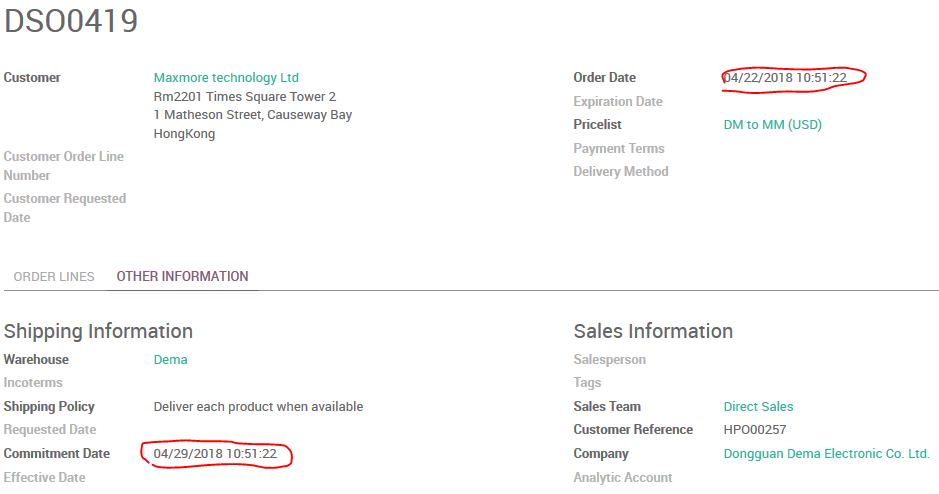 DSO0419
Customer Maxmore technology Ltd
Rm2201 Times Square Tower 2
1 Matheson Street, Causeway Bay
HongKong
Customer Order Line
Number
Customer Requested
Date
Order Date 04/22/2018 10:51:22
Expiration Date
Pricelist DM to MM (USD)
Payment Terms
Delivery Method
ORDER LINES OTHER INFORMATION
Shipping Information
Warehouse Dema
Incoterms
Shipping Policy Deliver each product when available
Requested Date
Commitment Date 04/29/2018 10:51:22
Effective Date
Sales Information
Salesperson
Tags
Sales Team Direct Sales
Customer Reference HPO00257
Company Dongguan Dema Electronic Co. Ltd.
Analytic Account